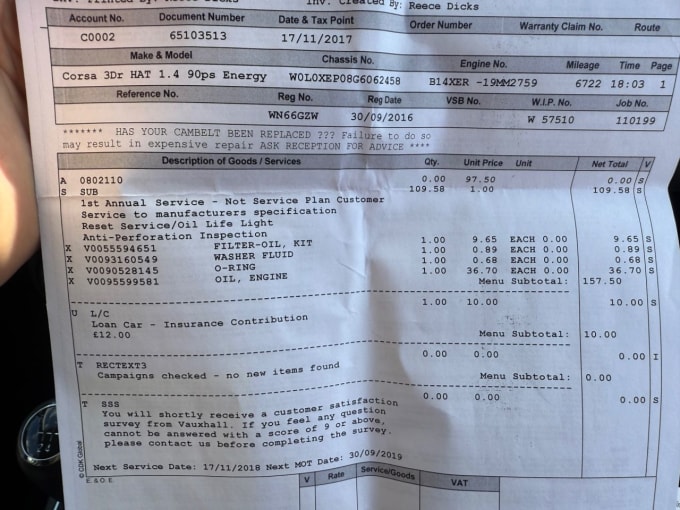 Inv. Created By: Reece Dicks
Account No. Document Number Date & Tax Point Order Number Warranty Claim No. Route
C0002 65103513 17/11/2017
Make & Model Chassis No. Engine No. Mileage Time Page
Corsa 3Dr HAT 1.4 90ps Energy W0L0XEP08G6062458 B14XER -19MM2759 6722 18:03 1
Reference No. Reg No. Reg Date VSB No. W.I.P. No. Job No.
WN66GZW 30/09/2016 W 57510 110199
******* HAS YOUR CAMBELT BEEN REPLACED ??? Failure to do so
may result in expensive repair ASK RECEPTION FOR ADVICE ****
Description of Goods / Services Qty. Unit Price Unit Net Total V
A 0802110 0.00 97.50 0.00 S
S SUB 109.58 1.00 109.58 S
1st Annual Service - Not Service Plan Customer
Service to manufacturers specification
Reset Service/Oil Life Light
Anti-Perforation Inspection
X V0055594651 FILTER-OIL, KIT 1.00 9.65 EACH 0.00 9.65 S
X V0093160549 WASHER FLUID 1.00 0.89 EACH 0.00 0.89 S
X V0090528145 O-RING 1.00 0.68 EACH 0.00 0.68 S
X V0095599581 OIL, ENGINE 1.00 36.70 EACH 0.00 36.70 S
Menu Subtotal: 157.50
U L/C 1.00 10.00 10.00 S
Loan Car - Insurance Contribution
£12.00 Menu Subtotal: 10.00
T RECTEXT3 0.00 0.00 0.00 I
Campaigns checked - no new items found
Menu Subtotal: 0.00
T SSS 0.00 0.00 0.00 S
You will shortly receive a customer satisfaction
survey from Vauxhall. If you feel any question
cannot be answered with a score of 9 or above,
please contact us before completing the survey.
Next Service Date: 17/11/2018 Next MOT Date: 30/09/2019
© CDK Global
E.&O.E.
V Rate Service/Goods VAT